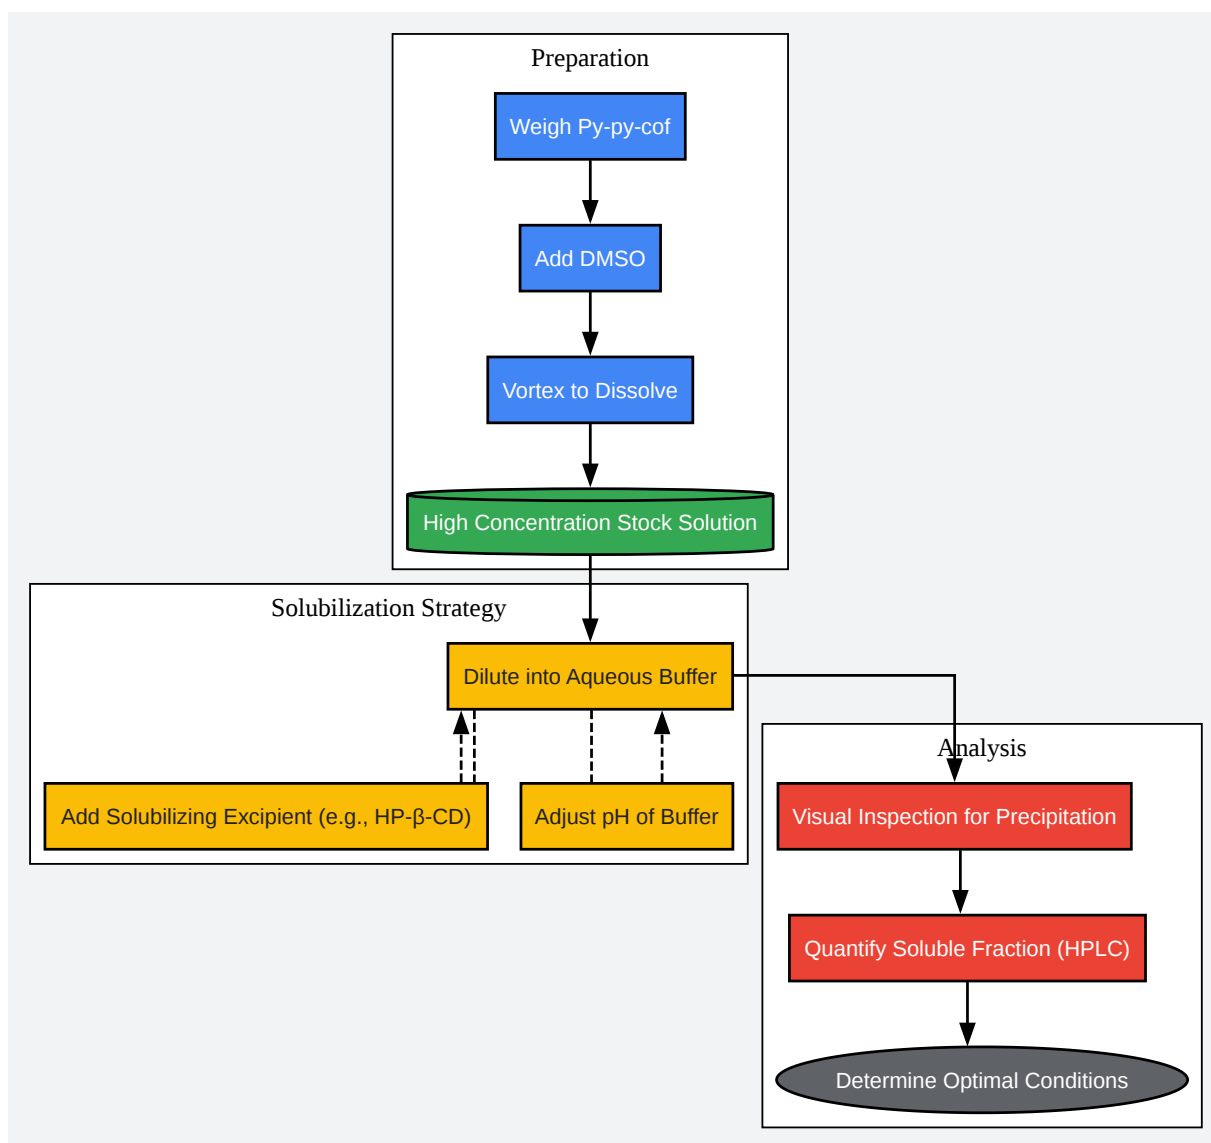 Preparation
Weigh Py-py-cof
Add DMSO
Vortex to Dissolve
High Concentration Stock Solution
Solubilization Strategy
Dilute into Aqueous Buffer
Add Solubilizing Excipient (e.g., HP-β-CD)
Adjust pH of Buffer
Analysis
Visual Inspection for Precipitation
Quantify Soluble Fraction (HPLC)
Determine Optimal Conditions